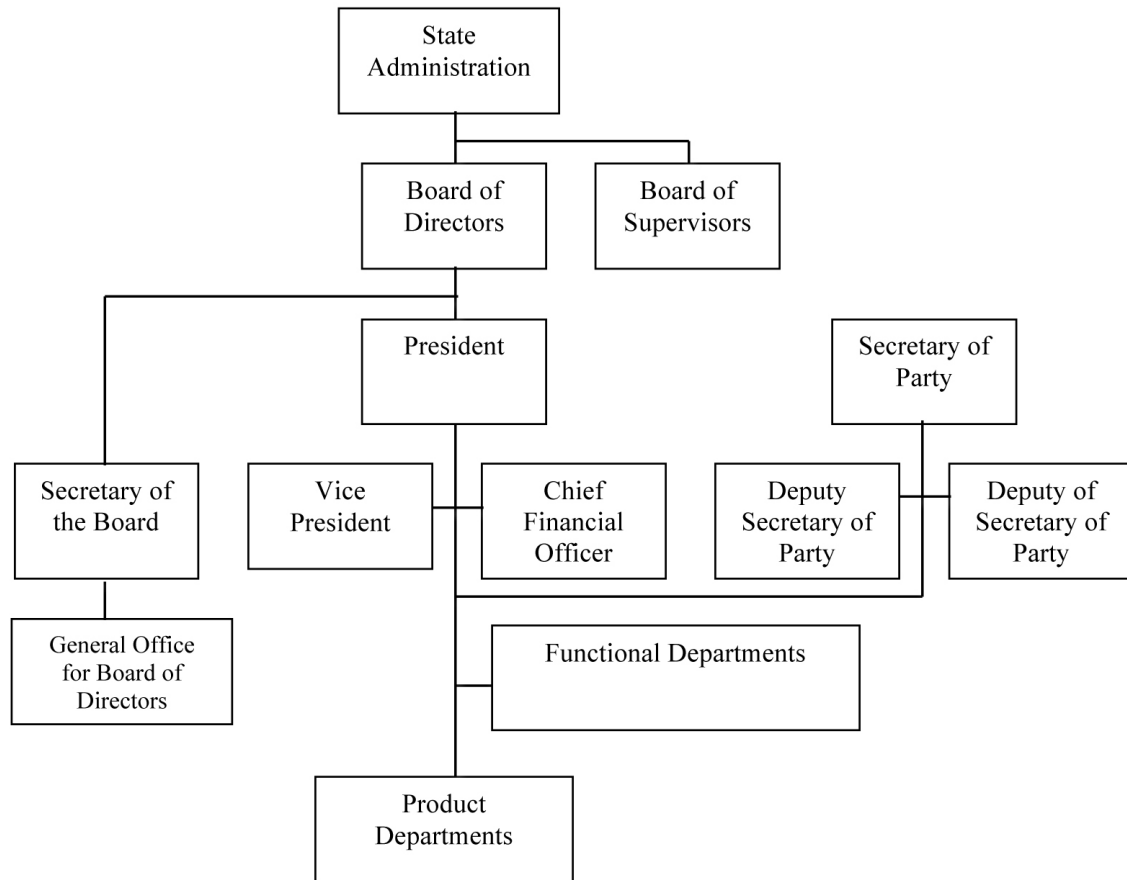 State
Administration
Board of
Directors
Board of
Supervisors
President
Secretary of
Party
Secretary of
the Board
Vice
President
Chief
Financial
Officer
Deputy
Secretary of
Party
Deputy of
Secretary of
Party
General Office
for Board of
Directors
Functional Departments
Product
Departments